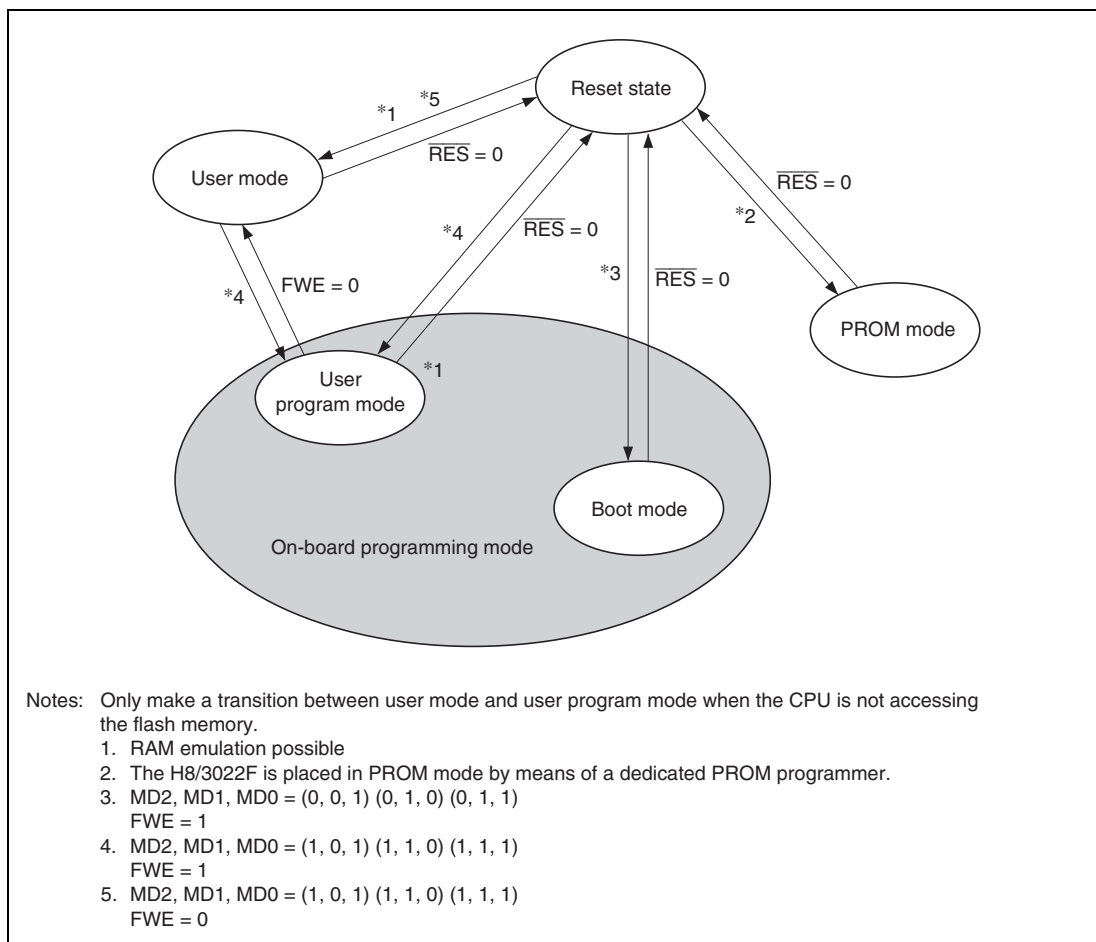 Reset state
*1 *5
RES = 0
User mode
RES = 0
*4
RES = 0
*2
*3
RES = 0
*4
FWE = 0
PROM mode
User
program mode
*1
Boot mode
On-board programming mode
Notes: Only make a transition between user mode and user program mode when the CPU is not accessing
the flash memory.
1. RAM emulation possible
2. The H8/3022F is placed in PROM mode by means of a dedicated PROM programmer.
3. MD2, MD1, MD0 = (0, 0, 1) (0, 1, 0) (0, 1, 1)
FWE = 1
4. MD2, MD1, MD0 = (1, 0, 1) (1, 1, 0) (1, 1, 1)
FWE = 1
5. MD2, MD1, MD0 = (1, 0, 1) (1, 1, 0) (1, 1, 1)
FWE = 0